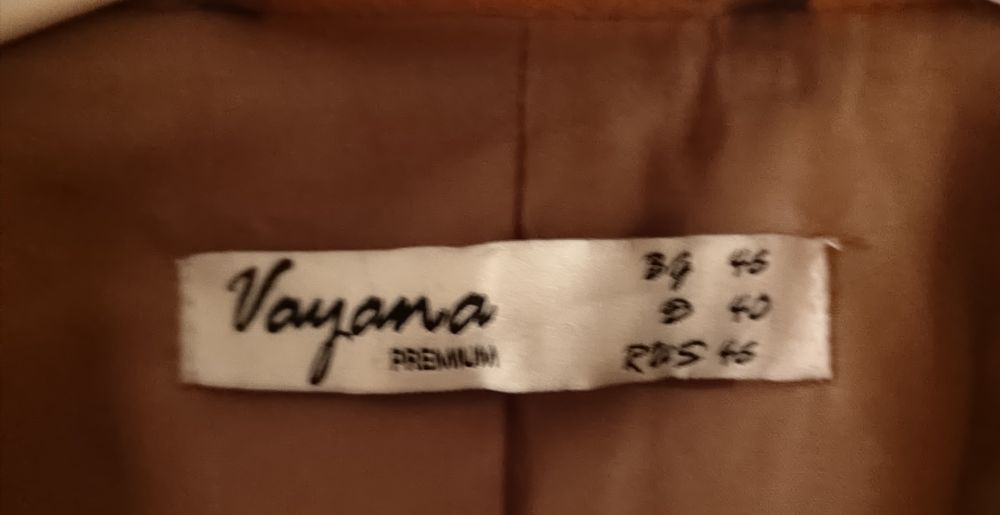 Vayana
PREMIUM
BG 46
D 40
RUS 46